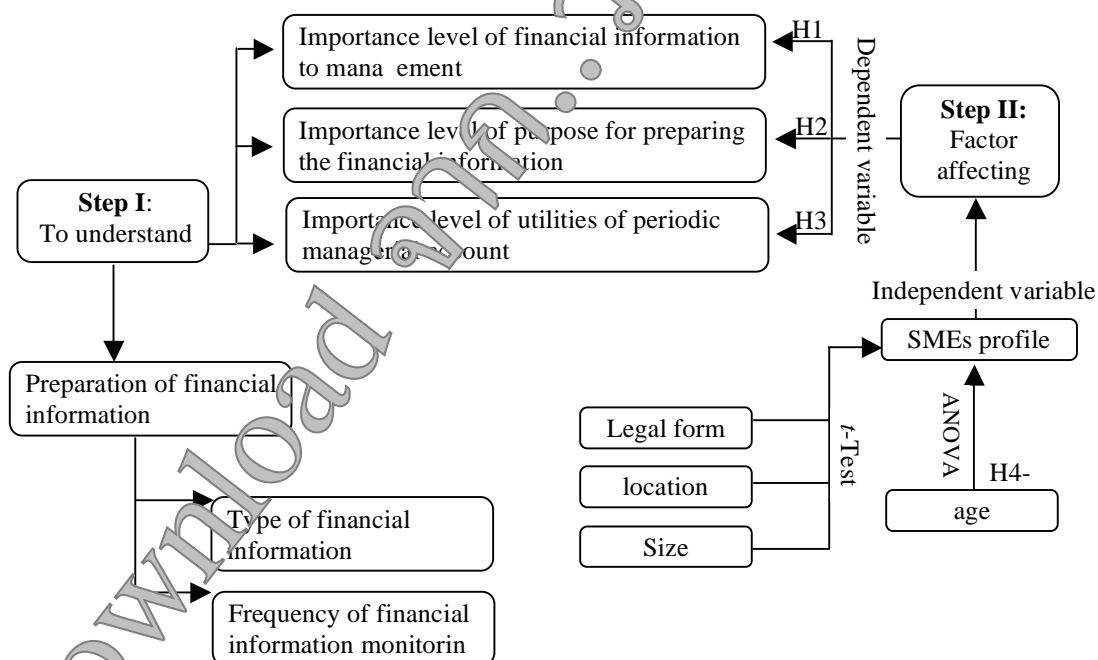 Importance level of financial information
to mana ement
Importance level of purpose for preparing
the financial information
Importance level of utilities of periodic
managerial account
H1
H2
H3
Dependent variable
Step II:
Factor
affecting
Step I:
To understand
Independent variable
SMEs profile
Preparation of financial
information
Legal form
location
Size
t-Test
ANOVA
H4-
age
Type of financial
information
Frequency of financial
information monitorin
ownload